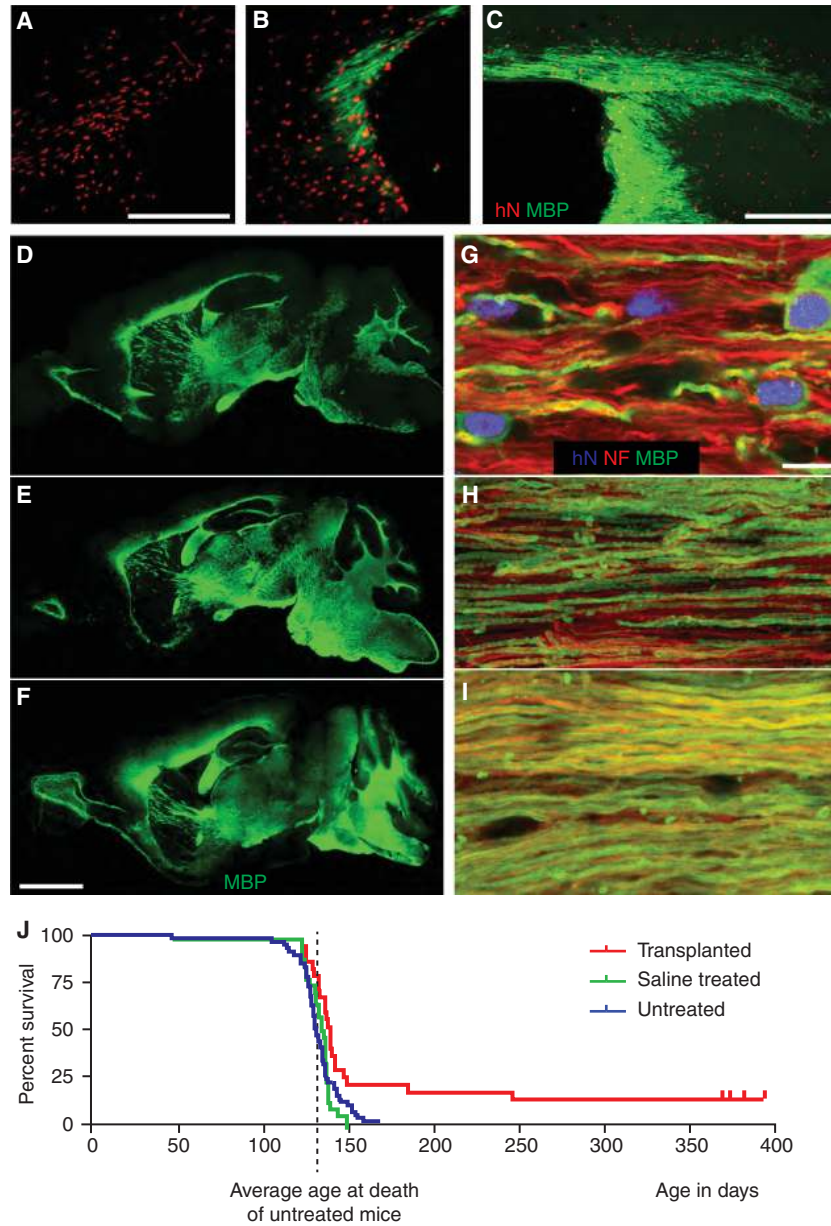 A
B
C
hN MBP
D
G
hN NF MBP
E
H
F
MBP
I
J
100
75
50
25
0
Percent survival
Transplanted
Saline treated
Untreated
0 50 100 150 200 250 300 350 400
Average age at death
of untreated mice
Age in days